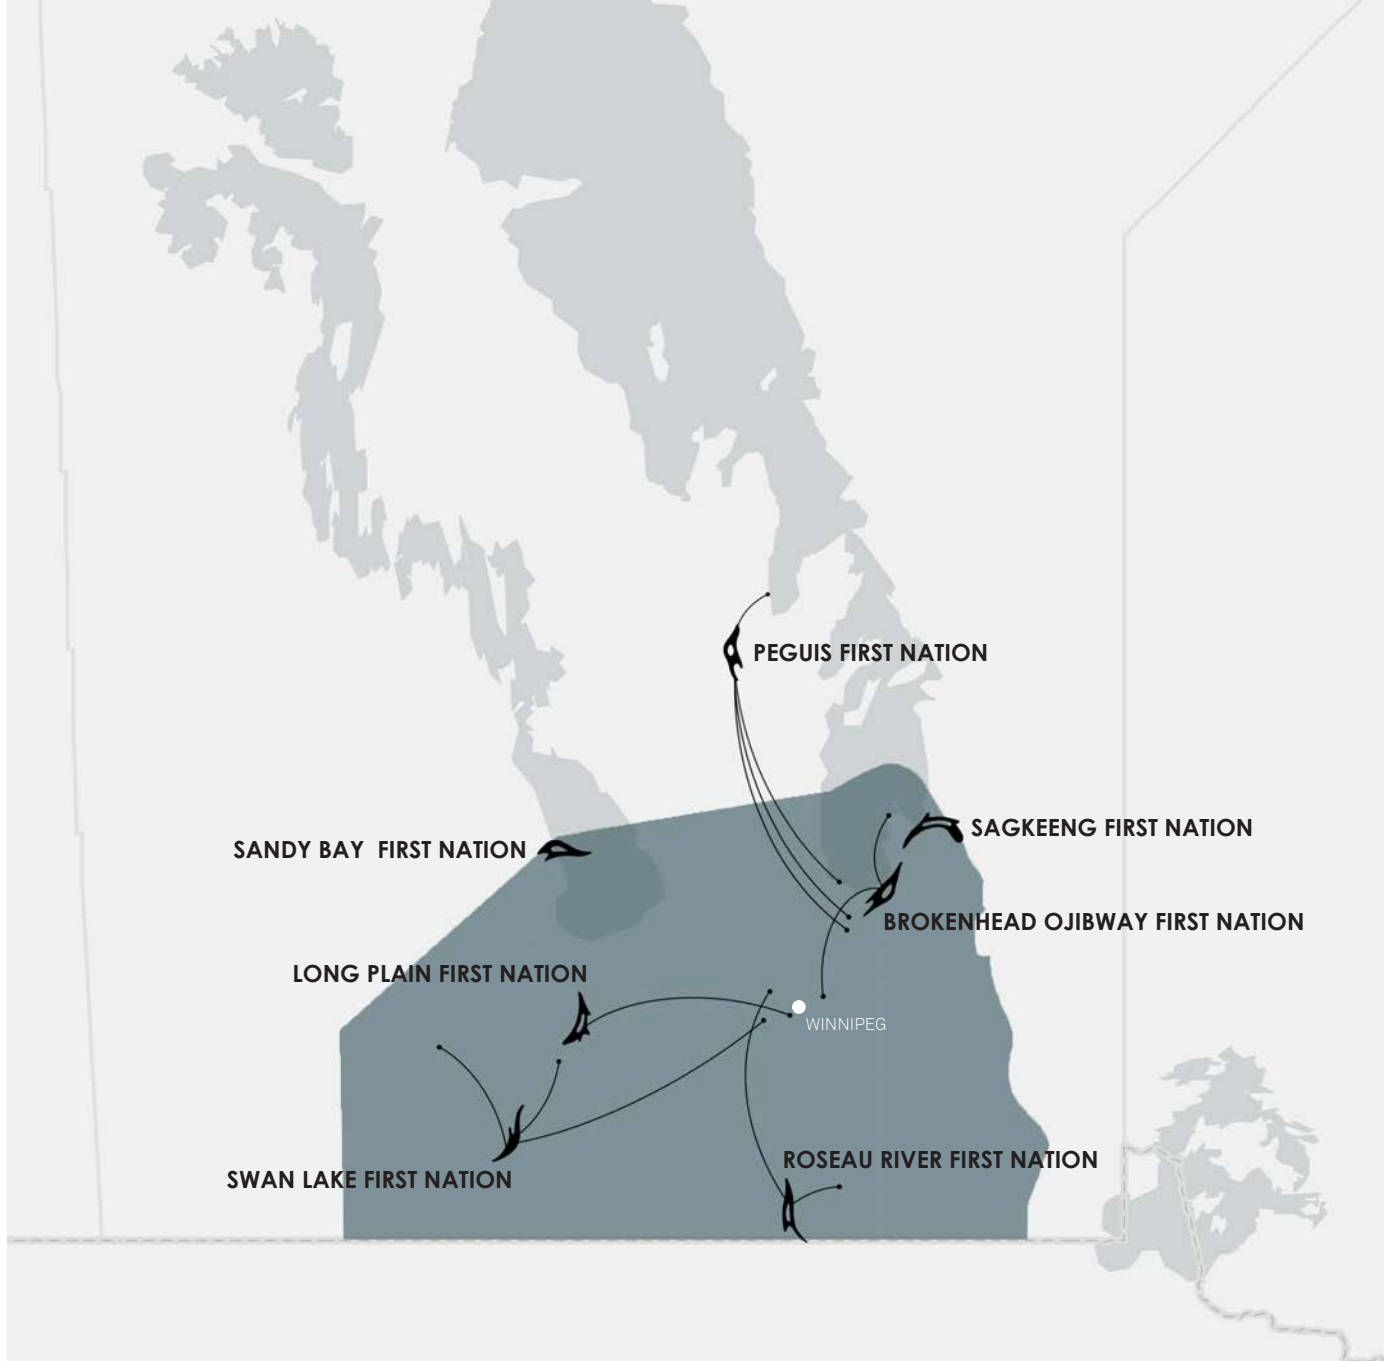 PEGUIS FIRST NATION
SAGKEENG FIRST NATION
SANDY BAY  FIRST NATION
BROKENHEAD OJIBWAY FIRST NATION
LONG PLAIN FIRST NATION
WINNIPEG
ROSEAU RIVER FIRST NATION
SWAN LAKE FIRST NATION